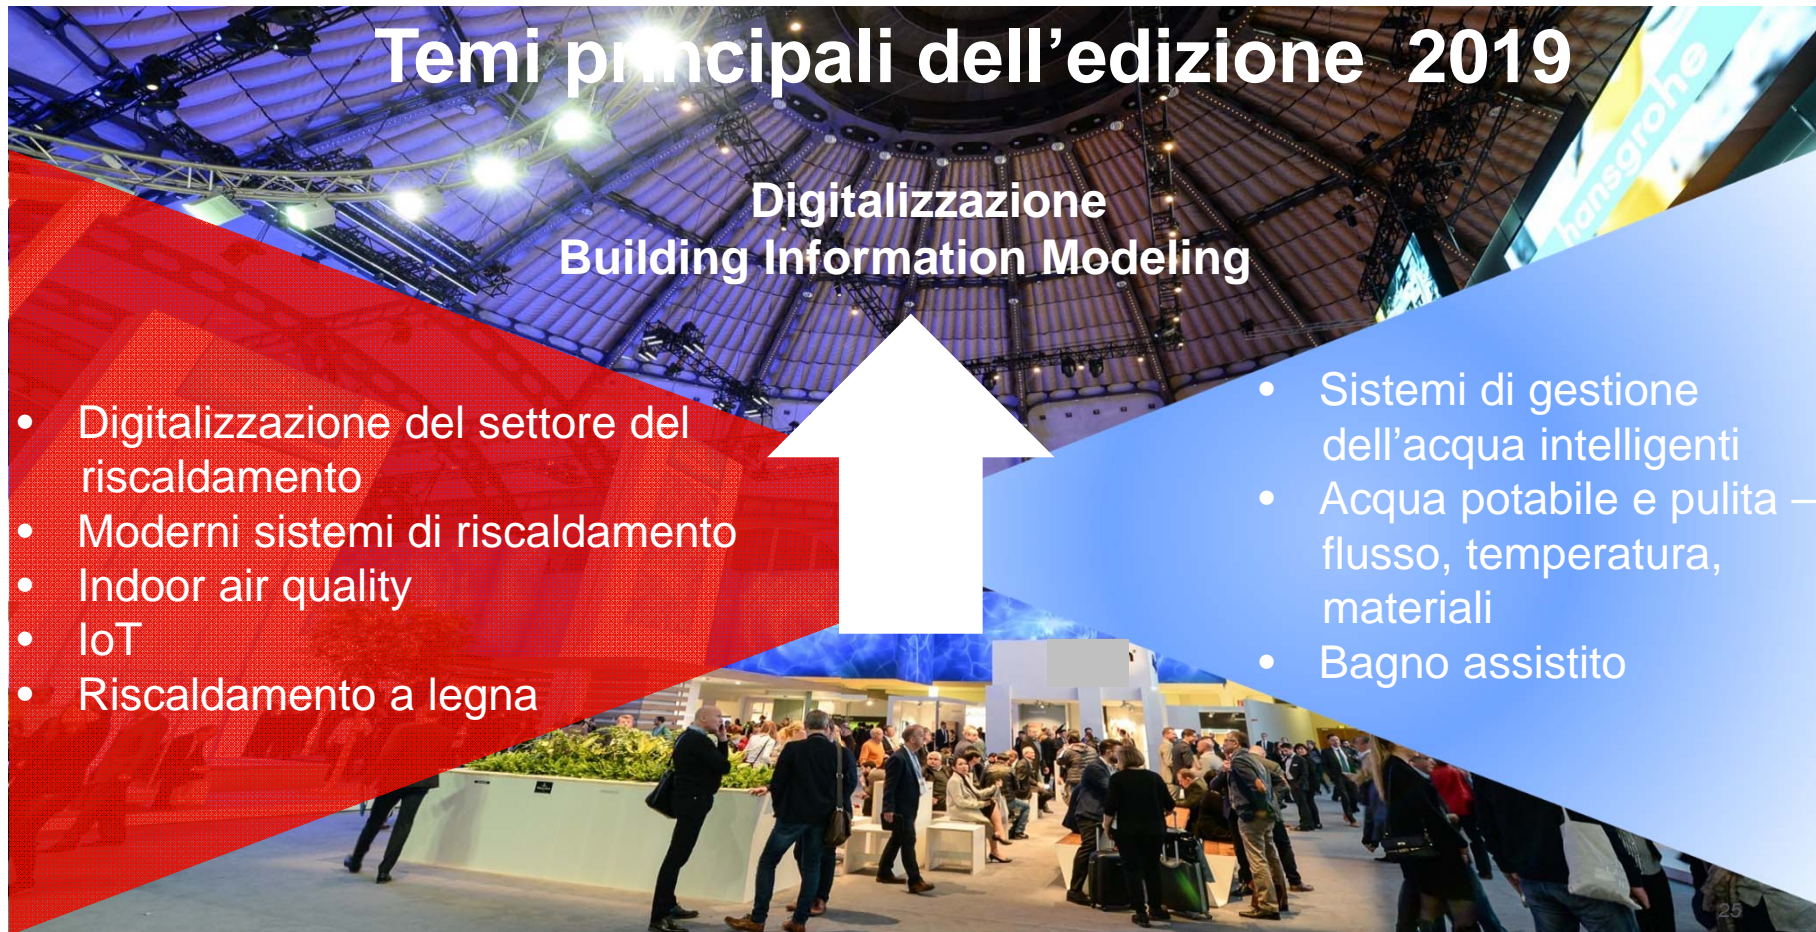 Temi principali dell’edizione 2019
hansgrohe
Digitalizzazione
Building Information Modeling
• Digitalizzazione del settore del
riscaldamento
• Moderni sistemi di riscaldamento
• Indoor air quality
• IoT
• Riscaldamento a legna
• Sistemi di gestione
dell’acqua intelligenti
• Acqua potabile e pulita –
flusso, temperatura,
materiali
• Bagno assistito
25